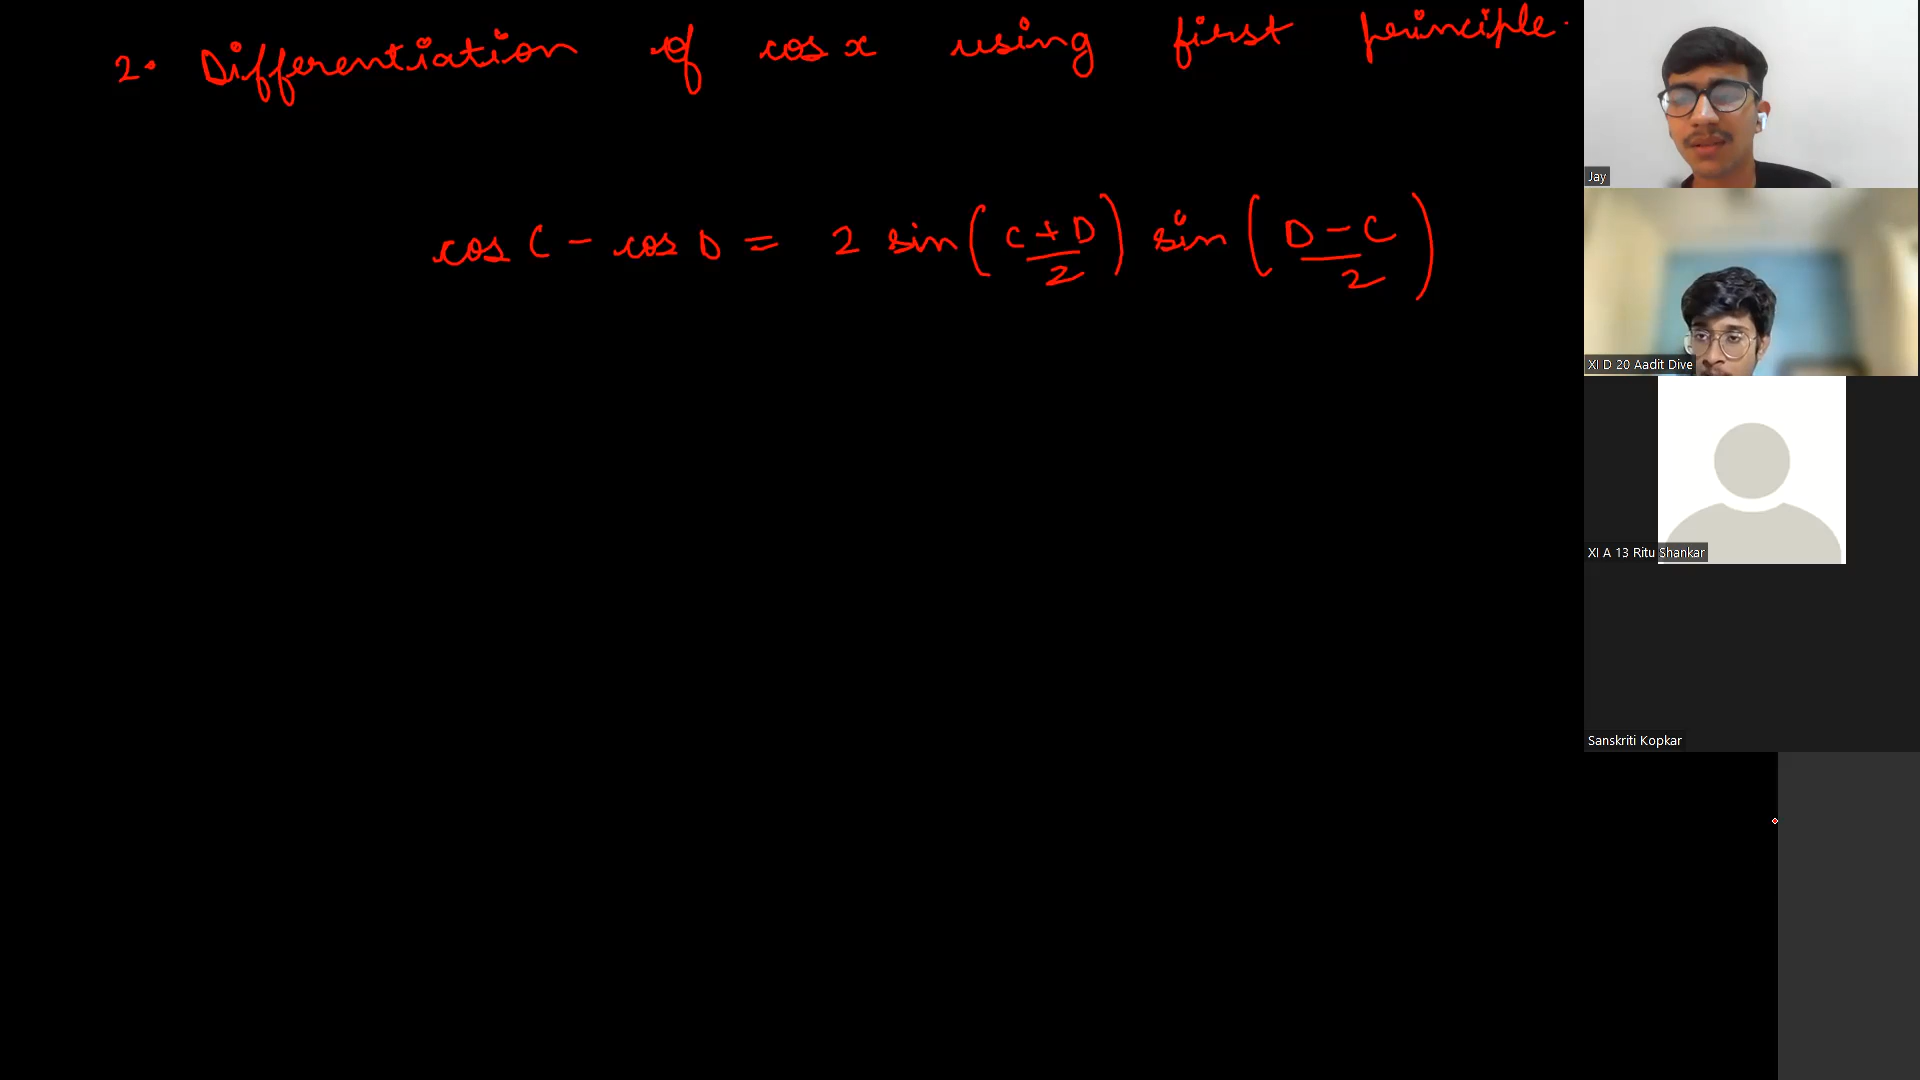 2. Differentiation of cos x using first principle.
cos C - cos D = 2 sin ( C + D / 2 ) sin ( D - C / 2 )
Jay
XI D 20 Aadit Dive
XI A 13 Ritu Shankar
Sanskriti Kopkar